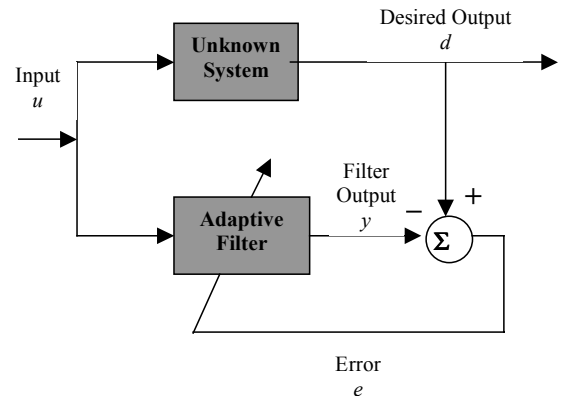 Desired Output
d
Unknown
System
Input
u
Filter
Output
y
+
−
Adaptive
Filter
Σ
Error
e